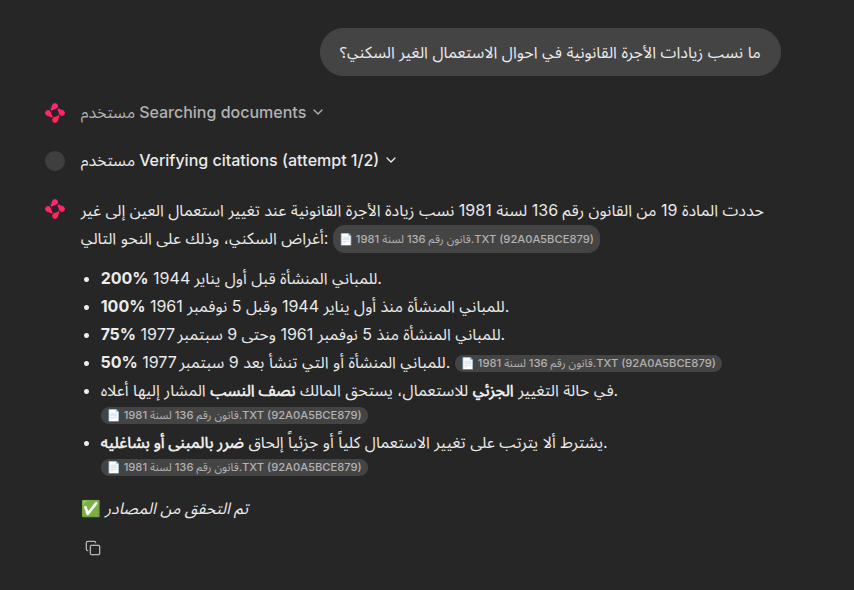 ما نسب زيادات الأجرة القانونية في احوال الاستعمال الغير السكني؟
مستخدم Searching documents
مستخدم Verifying citations (attempt 1/2)
حددت المادة 19 من القانون رقم 136 لسنة 1981 نسب زيادة الأجرة القانونية عند تغيير استعمال العين إلى غير
أغراض السكني، وذلك على النحو التالي: قانون رقم 136 لسنة 1981.TXT (92A0A5BCE879)
200% للمباني المنشأة قبل أول يناير 1944.
100% للمباني المنشأة منذ أول يناير 1944 وقبل 5 نوفمبر 1961.
75% للمباني المنشأة منذ 5 نوفمبر 1961 وحتى 9 سبتمبر 1977.
50% للمباني المنشأة أو التي تنشأ بعد 9 سبتمبر 1977. قانون رقم 136 لسنة 1981.TXT (92A0A5BCE879)
في حالة التغيير الجزئي للاستعمال، يستحق المالك نصف النسب المشار إليها أعلاه.
قانون رقم 136 لسنة 1981.TXT (92A0A5BCE879)
يشترط ألا يترتب على تغيير الاستعمال كلياً أو جزئياً إلحاق ضرر بالمبنى أو بشاغليه.
قانون رقم 136 لسنة 1981.TXT (92A0A5BCE879)
✅ تم التحقق من المصادر